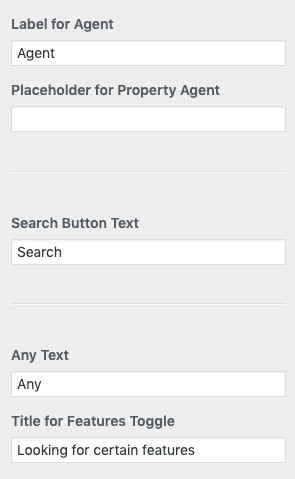 Label for Agent
Agent
Placeholder for Property Agent
Search Button Text
Search
Any Text
Any
Title for Features Toggle
Looking for certain features